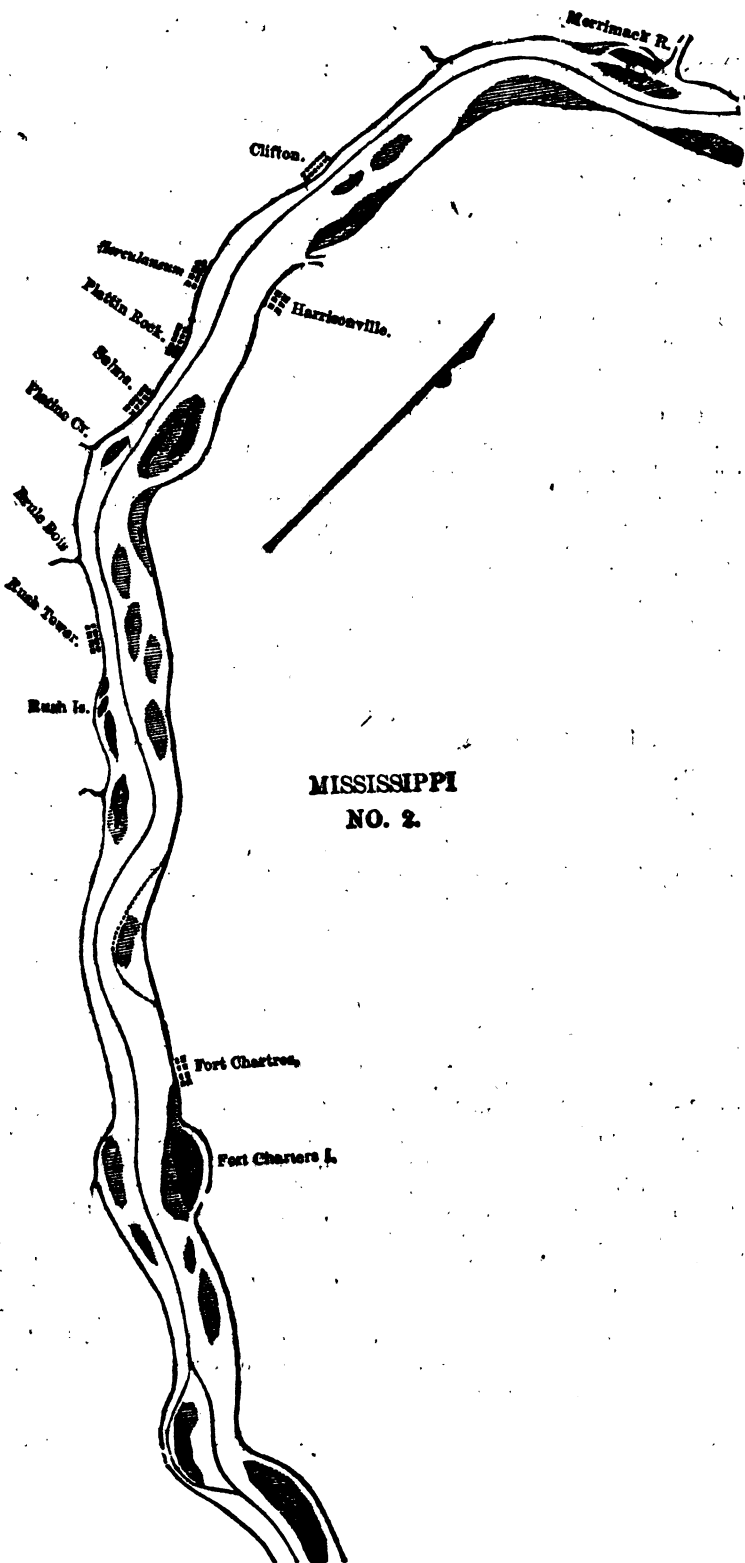 Merrimack R.
Clifton.
Herculaneum
Plattin Rock.
Harrisonville.
Selma.
Platine Cr.
Brule Bois
Rush Tower.
Rush Is.
MISSISSIPPI
NO. 2.
Fort Chartres,
Fort Charters I.